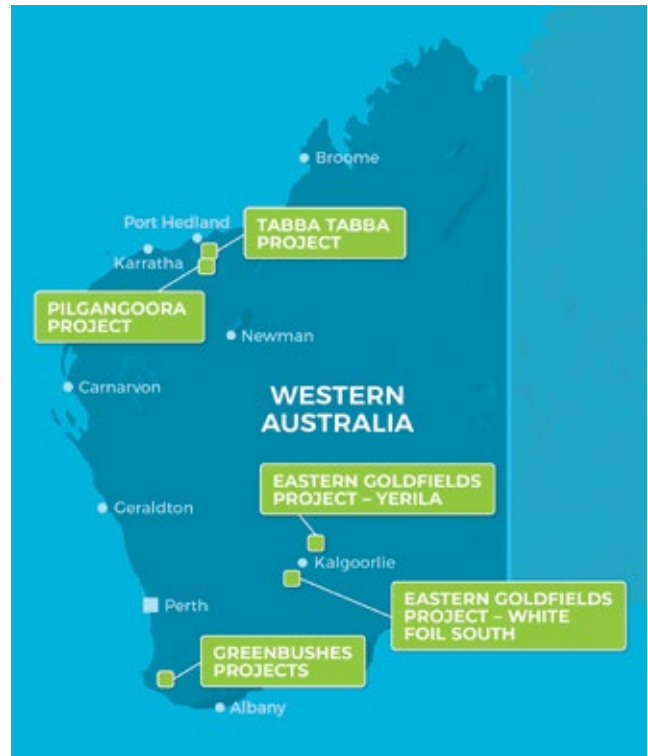 Broome
Port Hedland
TABBA TABBA
PROJECT
Karratha
PILGANGOORA
PROJECT
Newman
Carnarvon
WESTERN
AUSTRALIA
EASTERN GOLDFIELDS
PROJECT – YERILA
Geraldton
Kalgoorlie
EASTERN GOLDFIELDS
PROJECT – WHITE
FOIL SOUTH
Perth
GREENBUSHES
PROJECTS
Albany